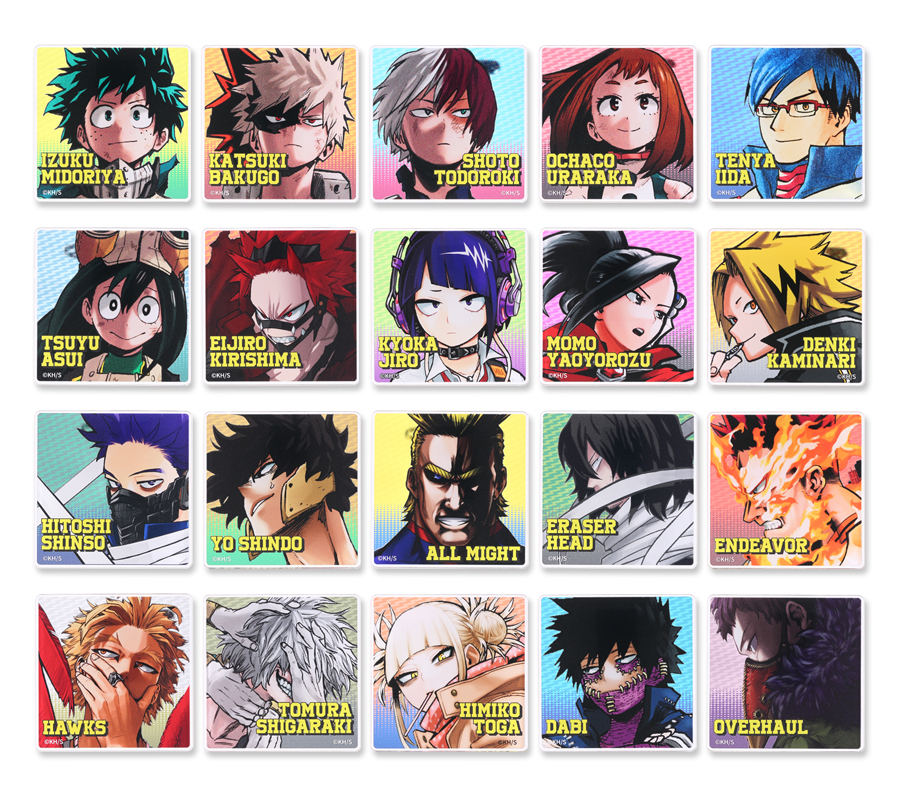 IZUKU
MIDORIYA
©KH/S
KATSUKI
BAKUGO
©KH/S
SHOTO
TODOROKI
©KH/S
OCHACO
URARAKA
©KH/S
TENYA
IIDA
©KH/S
TSUYU
ASUI
©KH/S
EIJIRO
KIRISHIMA
©KH/S
KYOKA
JIRO
©KH/S
MOMO
YAOYOROZU
©KH/S
DENKI
KAMINARI
©KH/S
HITOSHI
SHINSO
©KH/S
YO SHINDO
©KH/S
ALL MIGHT
©KH/S
ERASER
HEAD
©KH/S
ENDEAVOR
©KH/S
HAWKS
©KH/S
TOMURA
SHIGARAKI
©KH/S
HIMIKO
TOGA
©KH/S
DABI
©KH/S
OVERHAUL
©KH/S